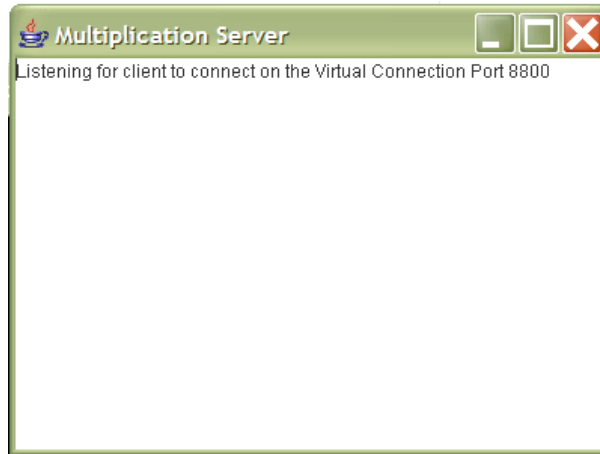 Multiplication Server
Listening for client to connect on the Virtual Connection Port 8800